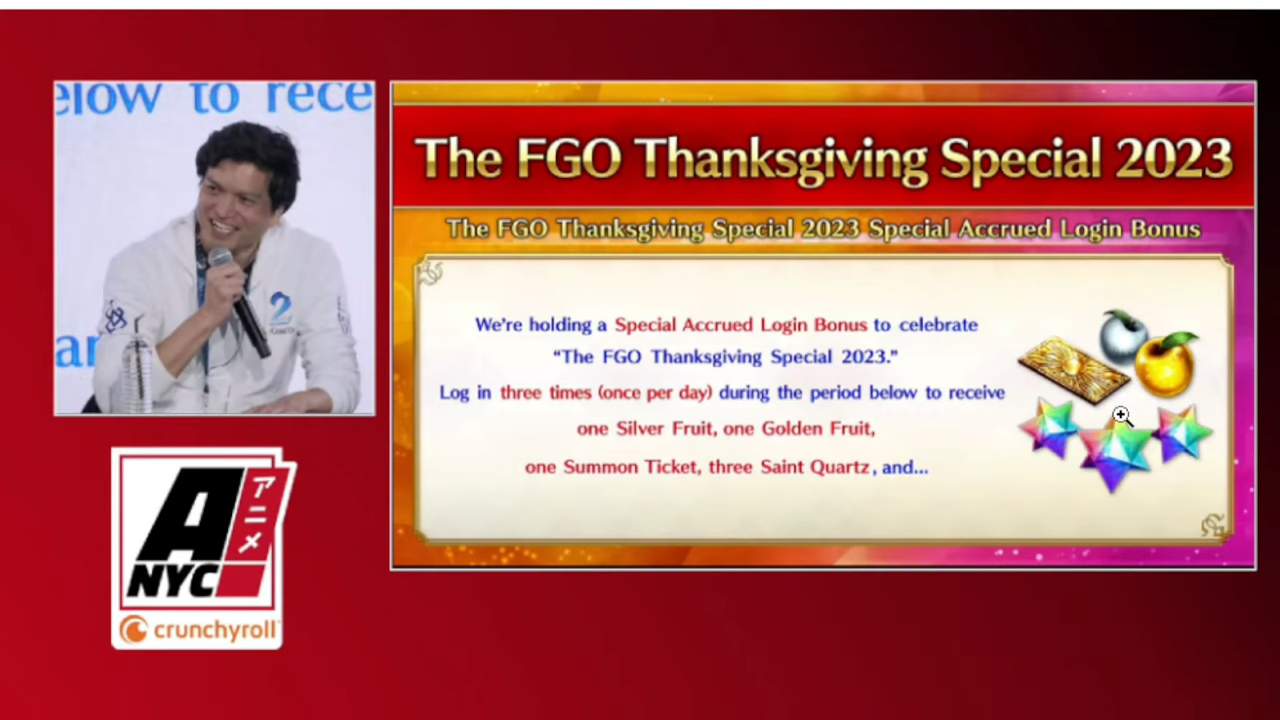 elow to rece
ar
2
The FGO Thanksgiving Special 2023
The FGO Thanksgiving Special 2023 Special Accrued Login Bonus
We're holding a Special Accrued Login Bonus to celebrate
“The FGO Thanksgiving Special 2023.”
Log in three times (once per day) during the period below to receive
one Silver Fruit, one Golden Fruit,
one Summon Ticket, three Saint Quartz, and...
A アニメ
NYC
crunchyroll